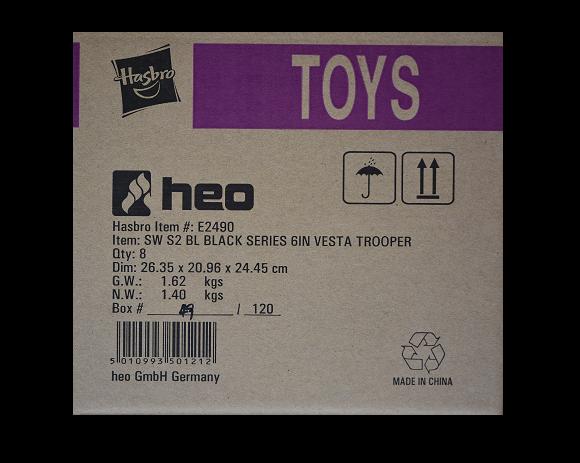 Hasbro
TOYS
heo
Hasbro Item #: E2490
Item: SW S2 BL BLACK SERIES 6IN VESTA TROOPER
Qty: 8
Dim: 26.35 x 20.96 x 24.45 cm
G.W.: 1.62 kgs
N.W.: 1.40 kgs
Box # / 120
5 010993 501212
heo GmbH Germany
MADE IN CHINA